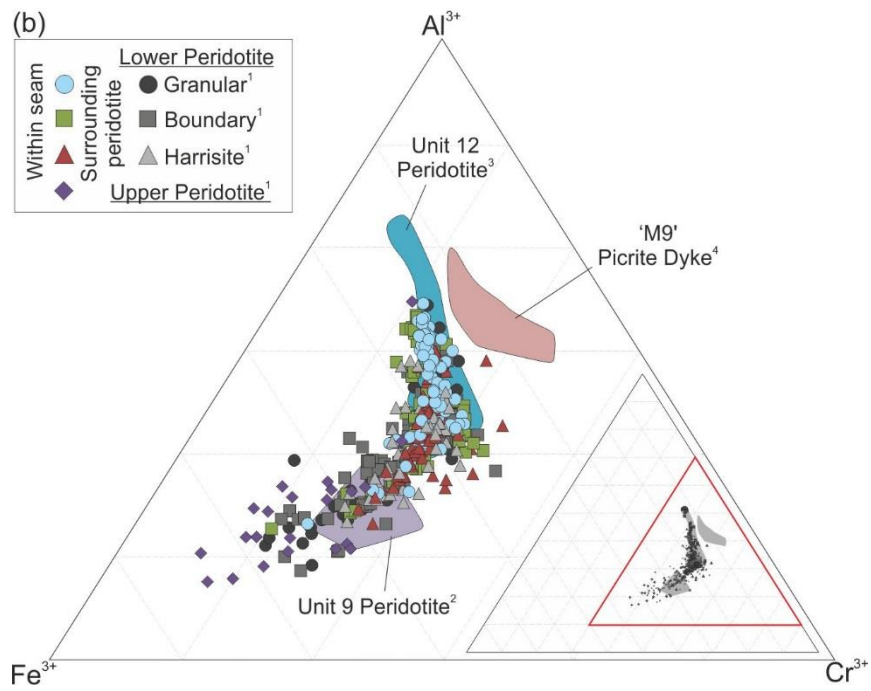 (b)
Al³⁺
Lower Peridotite
Within seam
Surrounding
peridotite
Granular¹
Boundary¹
Harrisite¹
Upper Peridotite¹
Unit 12
Peridotite³
‘M9'
Picrite Dyke⁴
Unit 9 Peridotite²
Fe³⁺
Cr³⁺